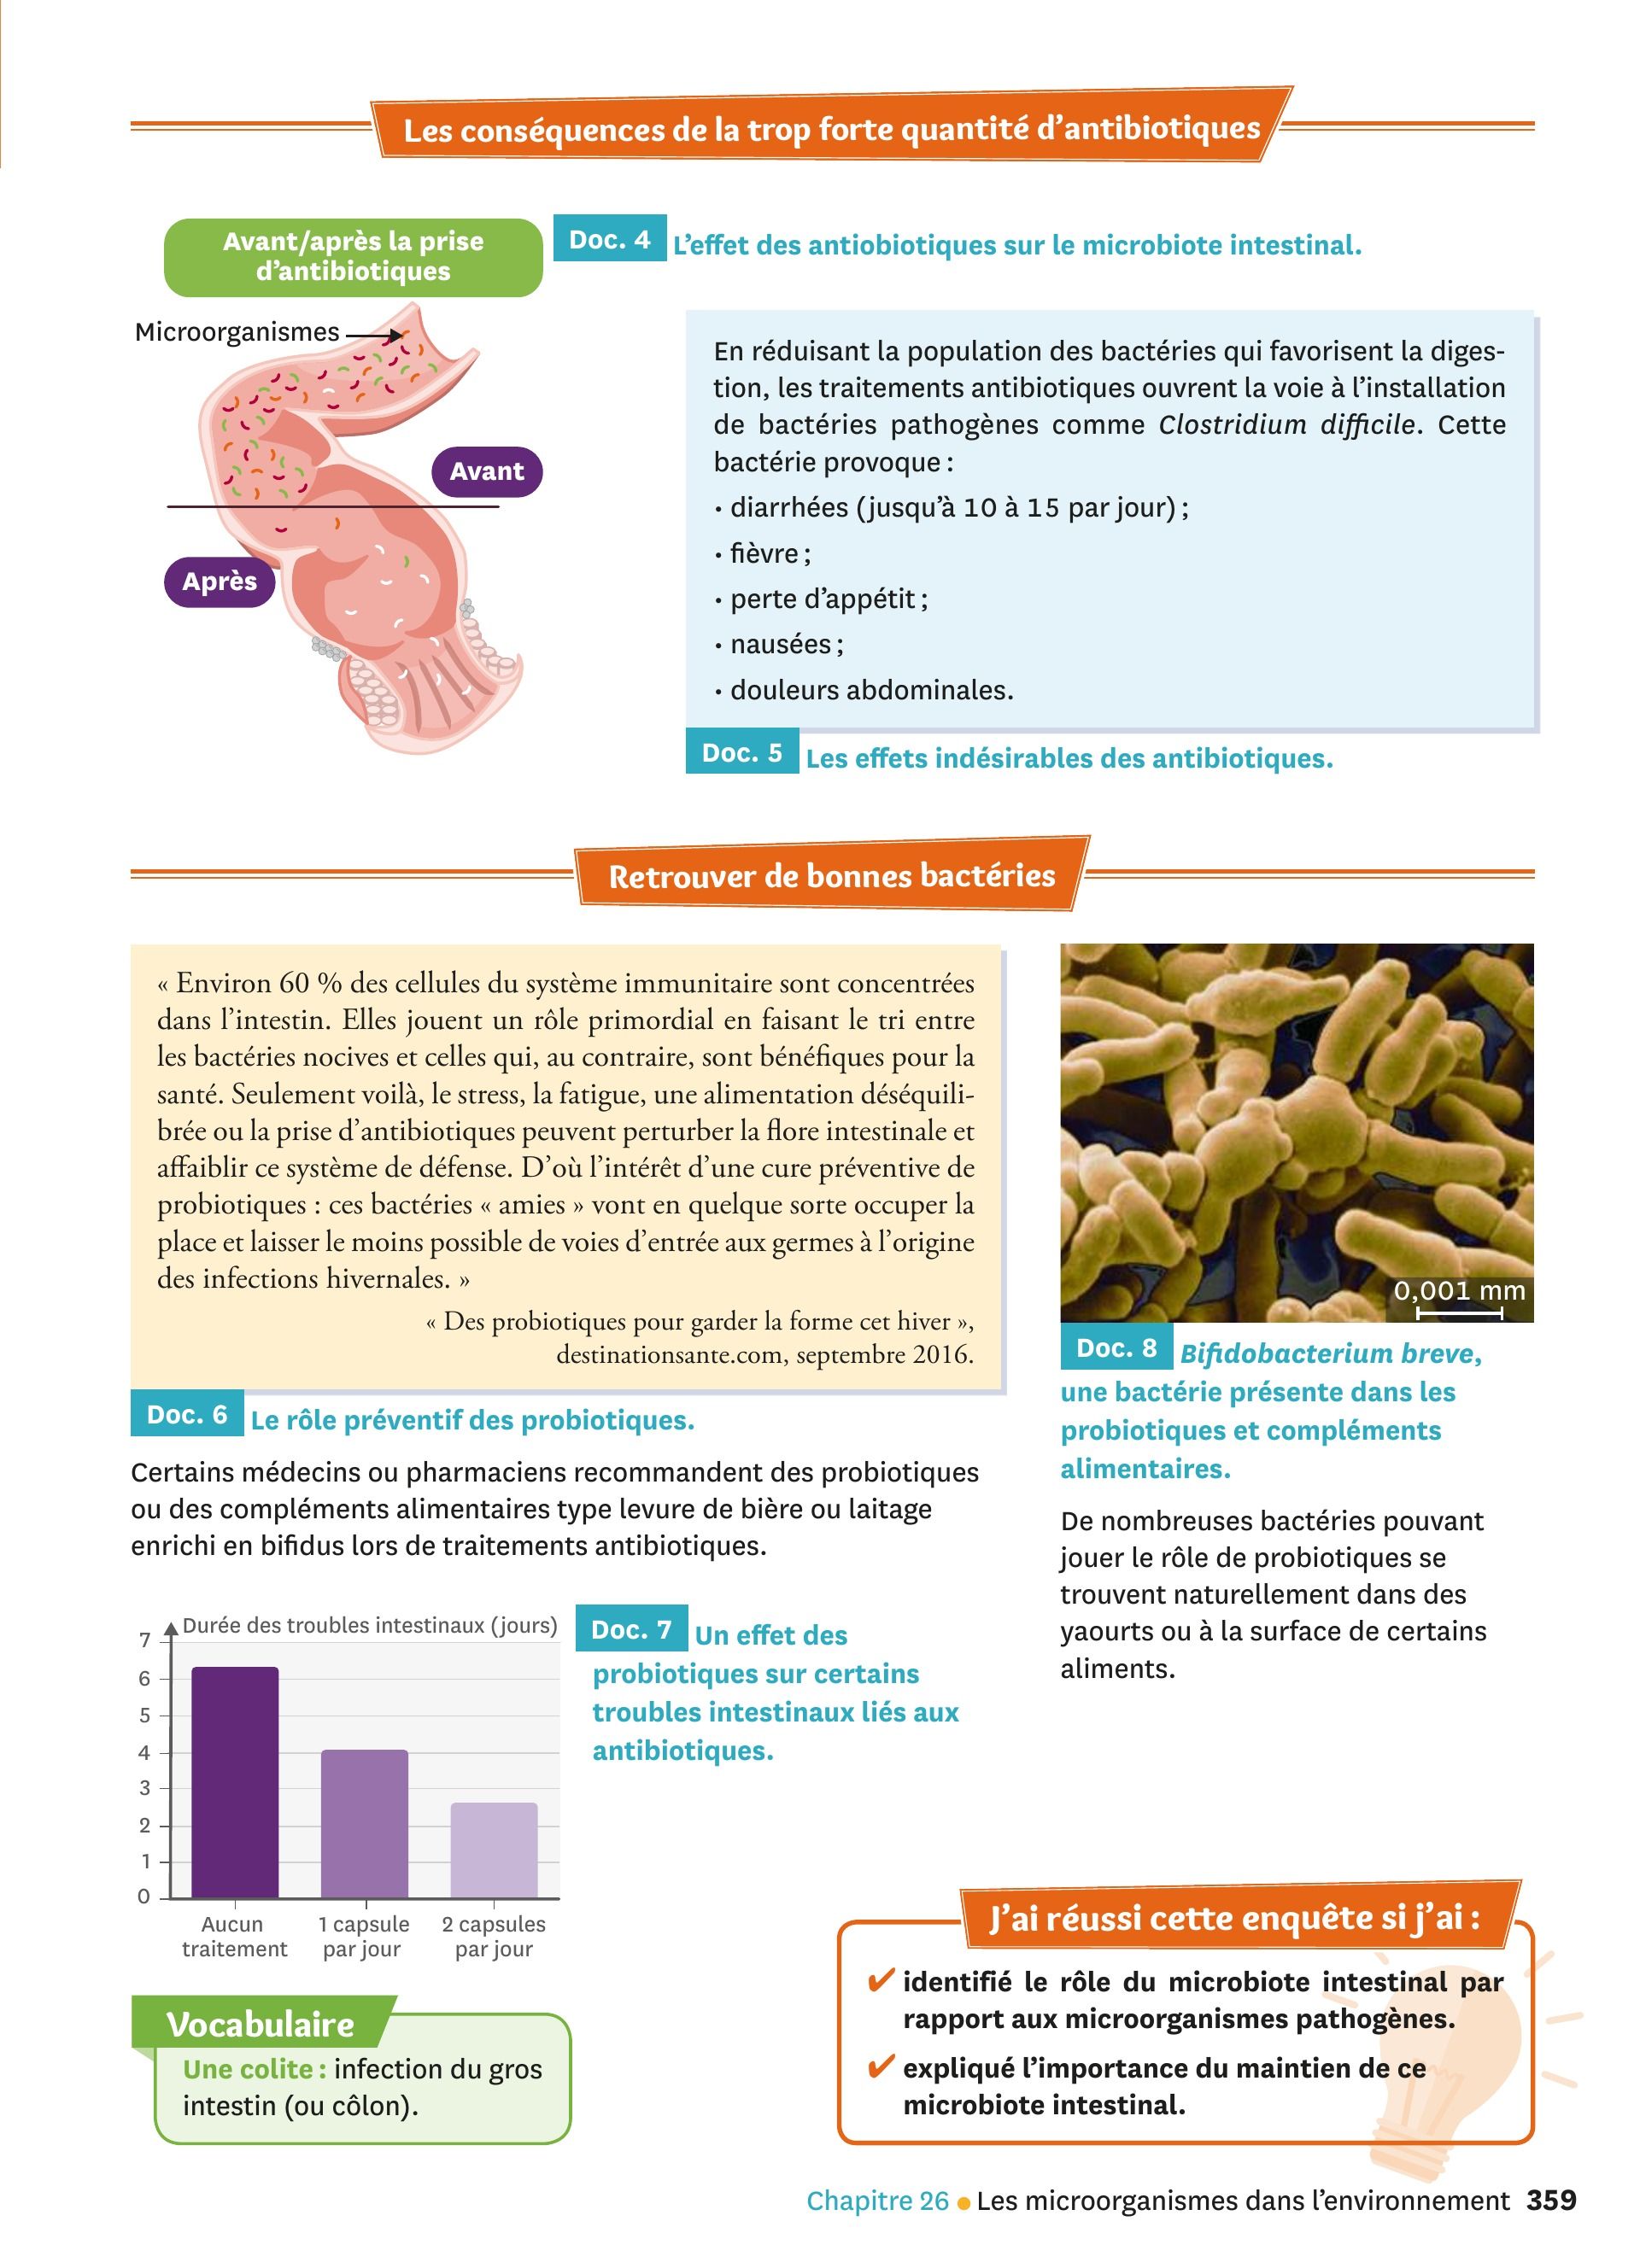 Les conséquences de la trop forte quantité d'antibiotiques
Avant/après la prise
d'antibiotiques
Microorganismes
Avant
Après
Doc. 4 L'effet des antiobiotiques sur le microbiote intestinal.
En réduisant la population des bactéries qui favorisent la diges-
tion, les traitements antibiotiques ouvrent la voie à l'installation
de bactéries pathogènes comme Clostridium difficile. Cette
bactérie provoque :
• diarrhées (jusqu'à 10 à 15 par jour) ;
• fièvre ;
• perte d'appétit ;
• nausées ;
• douleurs abdominales.
Doc. 5 Les effets indésirables des antibiotiques.
Retrouver de bonnes bactéries
« Environ 60 % des cellules du système immunitaire sont concentrées
dans l'intestin. Elles jouent un rôle primordial en faisant le tri entre
les bactéries nocives et celles qui, au contraire, sont bénéfiques pour la
santé. Seulement voilà, le stress, la fatigue, une alimentation déséquili-
brée ou la prise d'antibiotiques peuvent perturber la flore intestinale et
affaiblir ce système de défense. D'où l'intérêt d'une cure préventive de
probiotiques : ces bactéries « amies » vont en quelque sorte occuper la
place et laisser le moins possible de voies d'entrée aux germes à l'origine
des infections hivernales. »
« Des probiotiques pour garder la forme cet hiver »,
destinationsante.com, septembre 2016.
Doc. 6 Le rôle préventif des probiotiques.
Certains médecins ou pharmaciens recommandent des probiotiques
ou des compléments alimentaires type levure de bière ou laitage
enrichi en bifidus lors de traitements antibiotiques.
0,001 mm
Doc. 8 Bifidobacterium breve,
une bactérie présente dans les
probiotiques et compléments
alimentaires.
De nombreuses bactéries pouvant
jouer le rôle de probiotiques se
trouvent naturellement dans des
yaourts ou à la surface de certains
aliments.
Durée des troubles intestinaux (jours)
7
6
5
4
3
2
1
0
Aucun
traitement
1 capsule
par jour
2 capsules
par jour
Doc. 7 Un effet des
probiotiques sur certains
troubles intestinaux liés aux
antibiotiques.
Vocabulaire
Une colite : infection du gros
intestin (ou côlon).
J'ai réussi cette enquête si j'ai :
✔ identifié le rôle du microbiote intestinal par
rapport aux microorganismes pathogènes.
✔ expliqué l'importance du maintien de ce
microbiote intestinal.
Chapitre 26 • Les microorganismes dans l'environnement 359